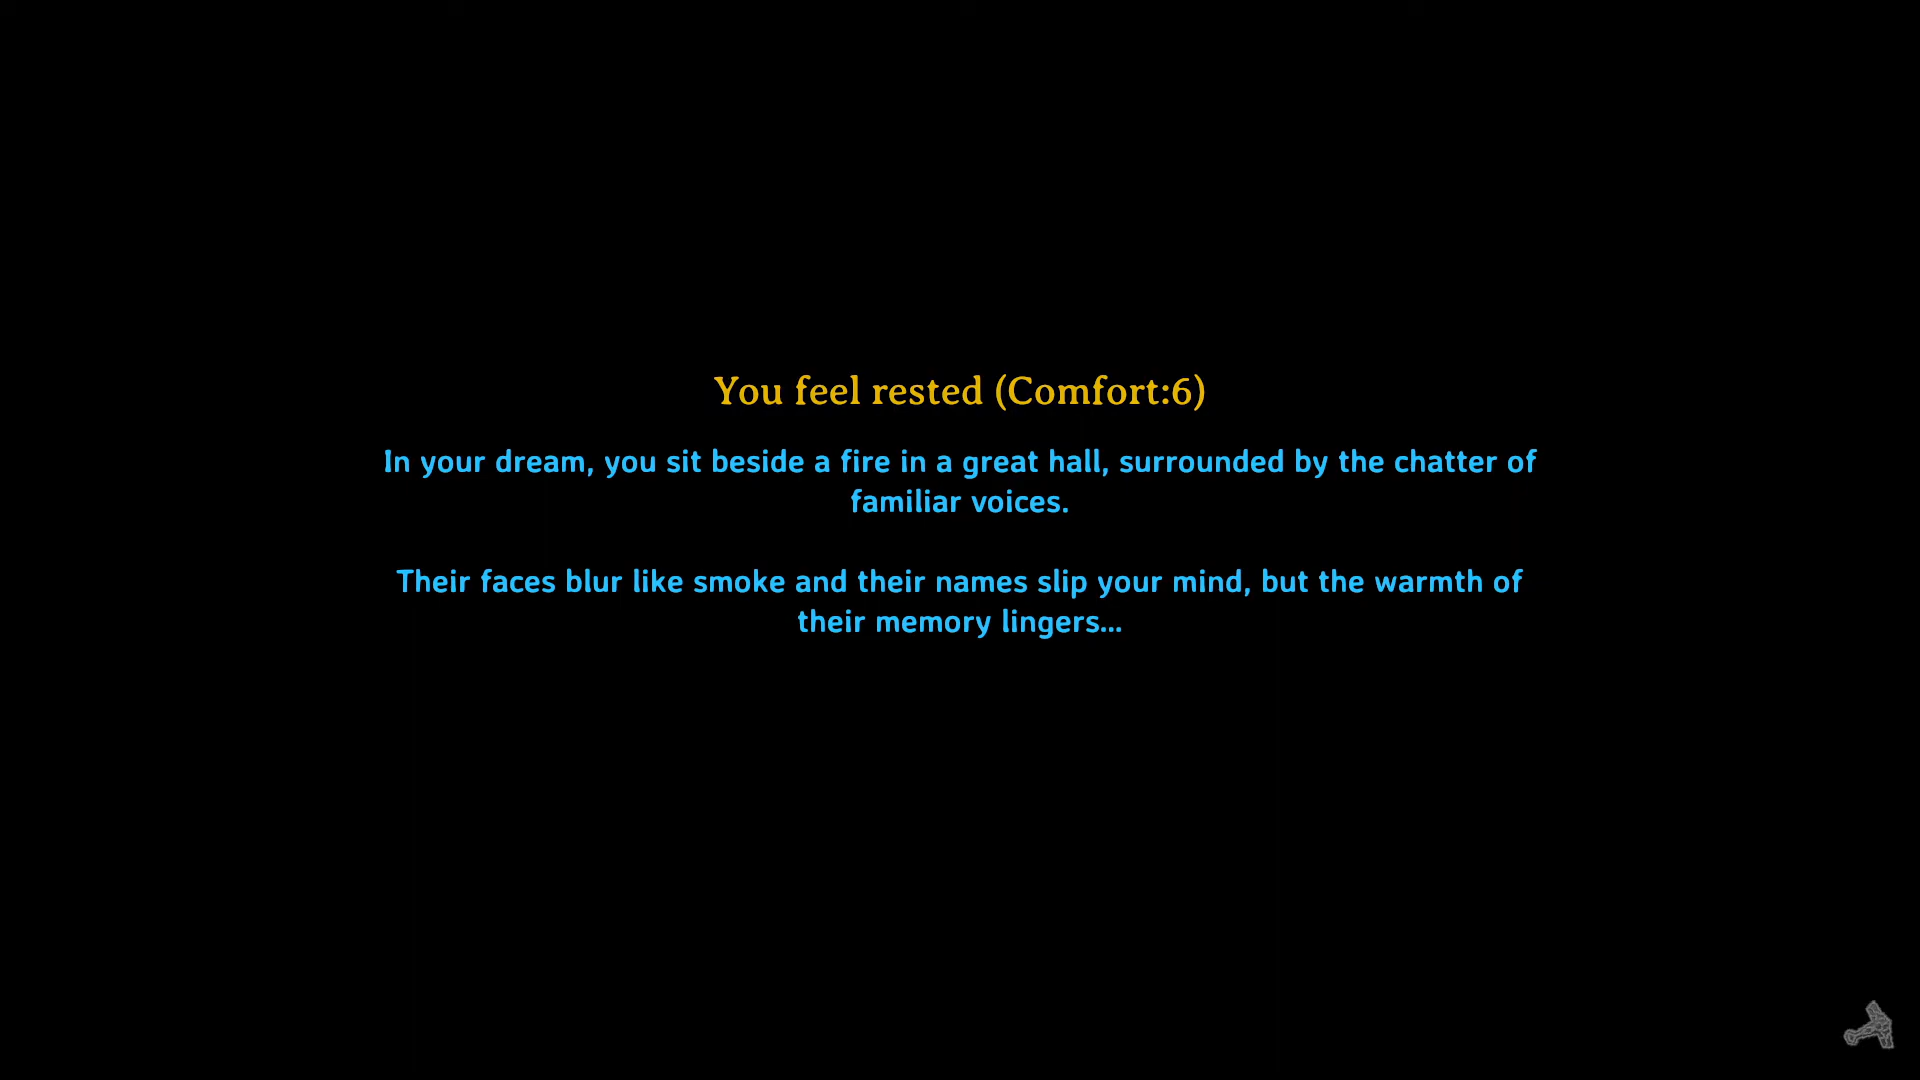 You feel rested (Comfort:6)
In your dream, you sit beside a fire in a great hall, surrounded by the chatter of
familiar voices.
Their faces blur like smoke and their names slip your mind, but the warmth of
their memory lingers...